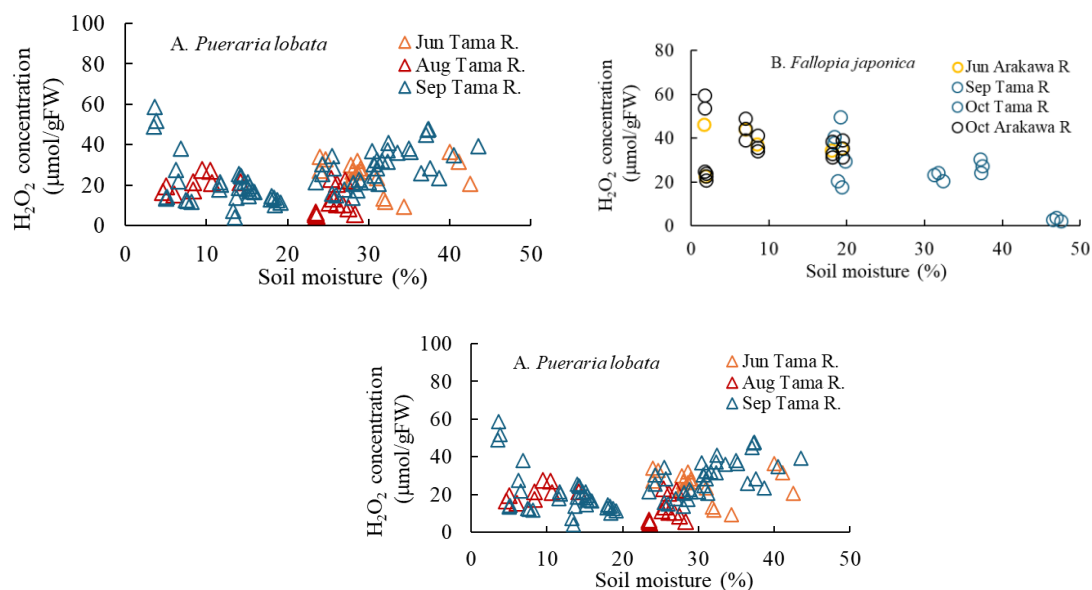 A. Pueraria lobata
Jun Tama R.
Aug Tama R.
Sep Tama R.
H₂O₂ concentration
(μmol/gFW)
100
80
60
40
20
0
0 10 20 30 40 50
Soil moisture (%)
B. Fallopia japonica
Jun Arakawa R
Sep Tama R
Oct Tama R
Oct Arakawa R
H₂O₂ concentration
(μmol/gFW)
80
60
40
20
0
0 10 20 30 40 50
Soil moisture (%)
A. Pueraria lobata
Jun Tama R.
Aug Tama R.
Sep Tama R.
H₂O₂ concentration
(μmol/gFW)
100
80
60
40
20
0
0 10 20 30 40 50
Soil moisture (%)